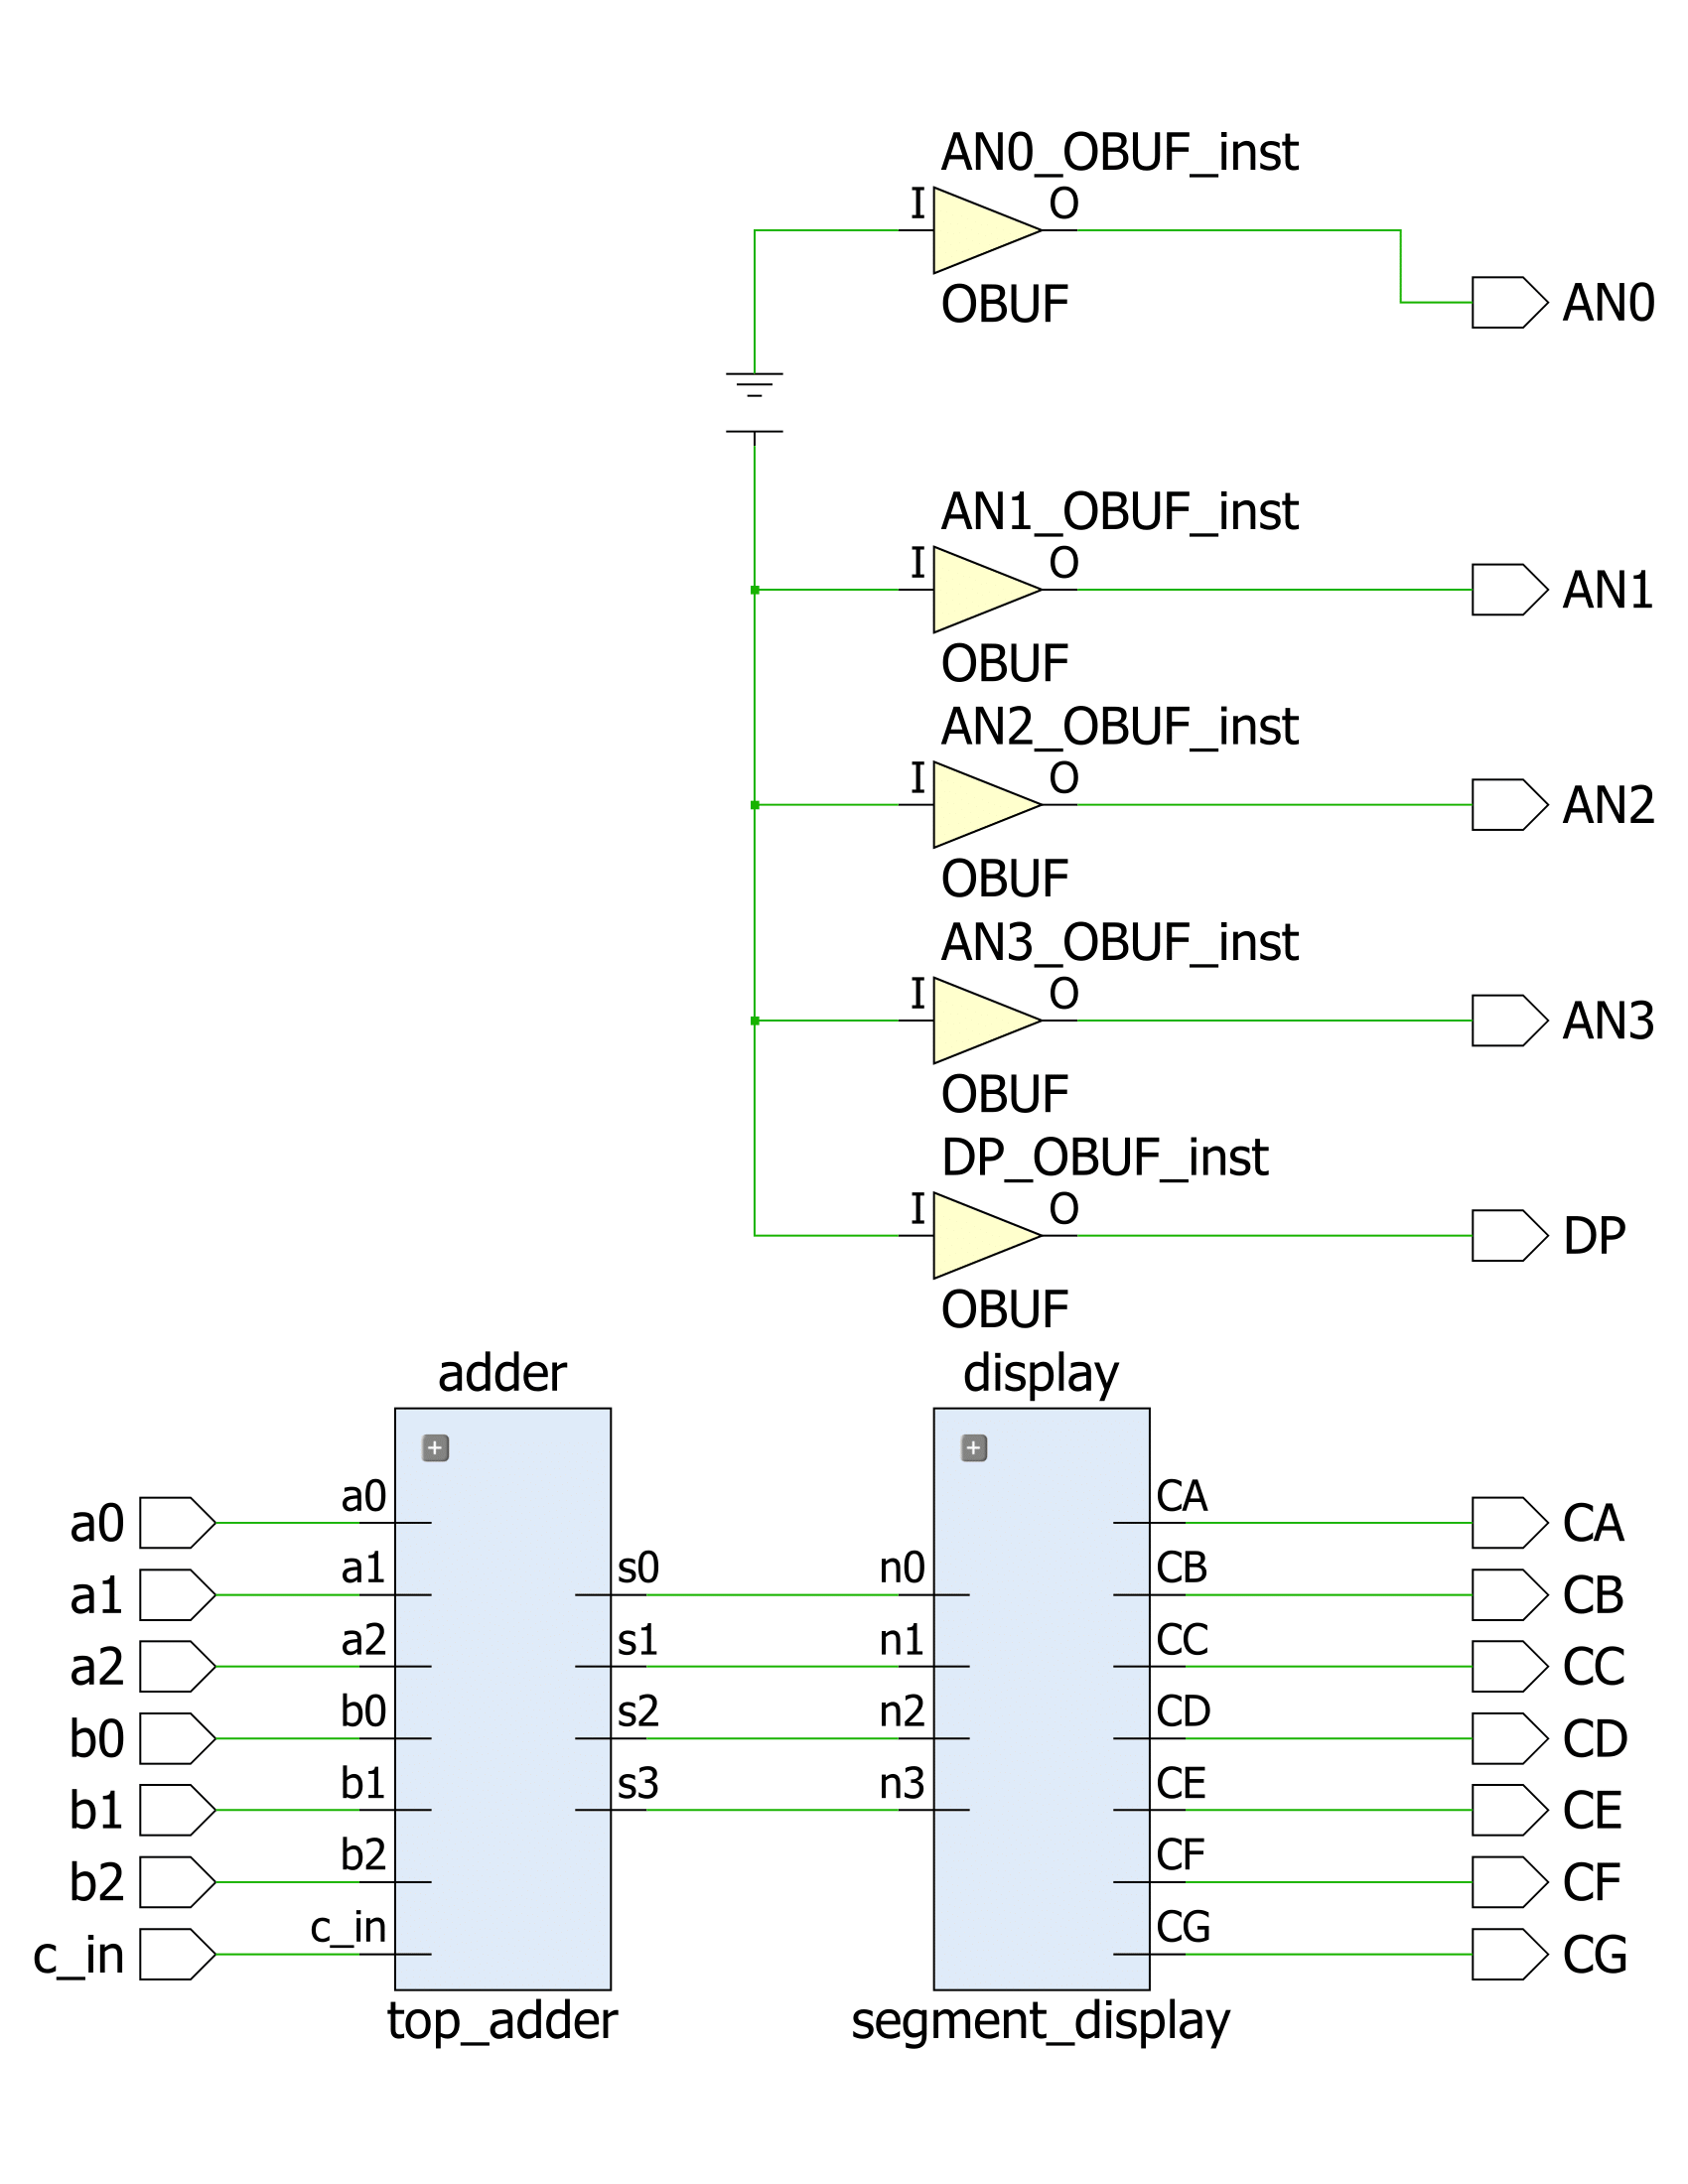 AN0_OBUF_inst
I
O
OBUF
AN0
AN1_OBUF_inst
I
O
OBUF
AN1
AN2_OBUF_inst
I
O
OBUF
AN2
AN3_OBUF_inst
I
O
OBUF
AN3
DP_OBUF_inst
I
O
OBUF
DP
adder
display
a0 a0 CA CA
a1 a1 s0 n0 CB CB
a2 a2 s1 n1 CC CC
b0 b0 s2 n2 CD CD
b1 b1 s3 n3 CE CE
b2 b2 CF CF
c_in c_in CG CG
top_adder
segment_display